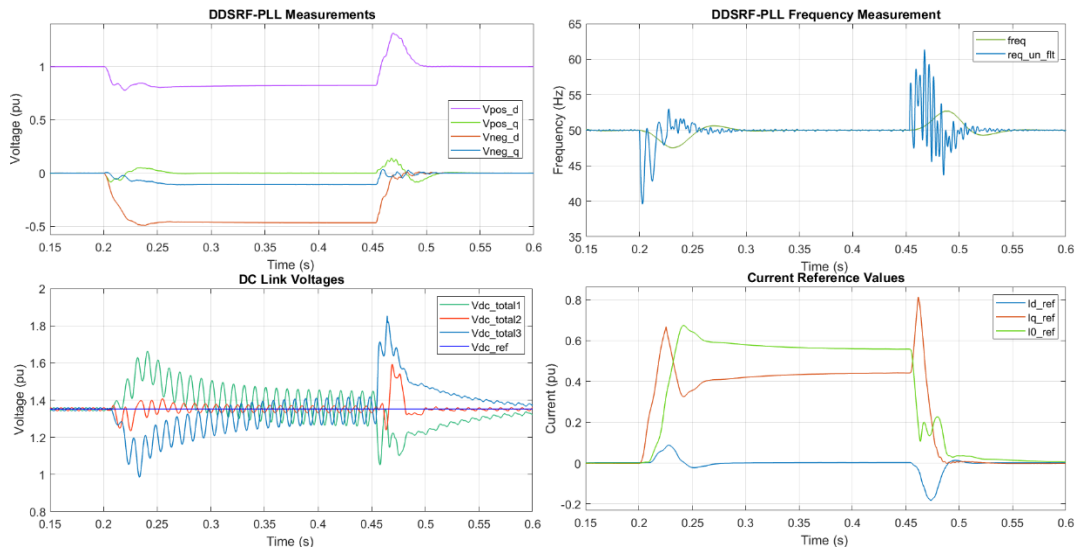 DDSRF-PLL Measurements
Voltage (pu)
1
0.5
0
-0.5
Vpos_d
Vpos_q
Vneg_d
Vneg_q
0.15 0.2 0.25 0.3 0.35 0.4 0.45 0.5 0.55 0.6
Time (s)
DDSRF-PLL Frequency Measurement
Frequency (Hz)
65
60
55
50
45
40
35
freq
req_un_flt
0.15 0.2 0.25 0.3 0.35 0.4 0.45 0.5 0.55 0.6
Time (s)
DC Link Voltages
Voltage (pu)
2
1.8
1.6
1.4
1.2
1
0.8
Vdc_total1
Vdc_total2
Vdc_total3
Vdc_ref
0.15 0.2 0.25 0.3 0.35 0.4 0.45 0.5 0.55 0.6
Time (s)
Current Reference Values
Current (pu)
0.8
0.6
0.4
0.2
0
-0.2
Id_ref
Iq_ref
I0_ref
0.15 0.2 0.25 0.3 0.35 0.4 0.45 0.5 0.55 0.6
Time (s)